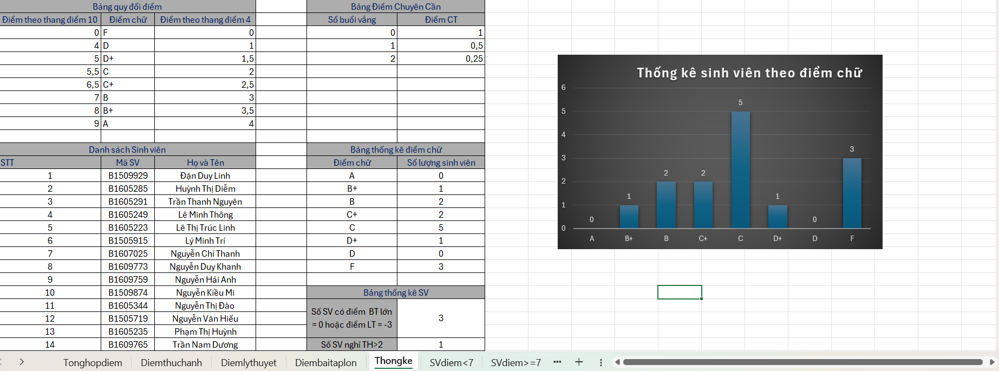 Bảng quy đổi điểm
Điểm theo thang điểm 10 Điểm chữ Điểm theo thang điểm 4
0 F 0
4 D 1
5 D+ 1,5
5,5 C 2
6,5 C+ 2,5
7 B 3
8 B+ 3,5
9 A 4
Bảng Điểm Chuyên Cần
Số buổi vắng Điểm CT
0 1
1 0,5
2 0,25
Thống kê sinh viên theo điểm chữ
6
5
4
3
2
1
0
0 1 2 2 5 1 0 3
A B+ B C+ C D+ D F
Danh sách Sinh viên
STT Mã SV Họ và Tên
1 B1509929 Đặn Duy Linh
2 B1605285 Huỳnh Thị Diễm
3 B1605291 Trần Thanh Nguyên
4 B1605249 Lê Minh Thông
5 B1605223 Lê Thị Trúc Linh
6 B1505915 Lý Minh Trí
7 B1607025 Nguyễn Chí Thanh
8 B1609773 Nguyễn Duy Khanh
9 B1609759 Nguyễn Hải Anh
10 B1509874 Nguyễn Kiều Mi
11 B1605344 Nguyễn Thị Đào
12 B1505719 Nguyễn Văn Hiếu
13 B1605235 Phạm Thị Huỳnh
14 B1609765 Trần Nam Dương
Bảng thống kê điểm chữ
Điểm chữ Số lượng sinh viên
A 0
B+ 1
B 2
C+ 2
C 5
D+ 1
D 0
F 3
Bảng thống kê SV
Số SV có điểm BT lớn
= 0 hoặc điểm LT = -3
3
Số SV nghỉ TH>2 1
Tonghopdiem Diemthuchanh Diemlythuyet Diembaitaplon Thongke SVdiem<7 SVdiem>=7